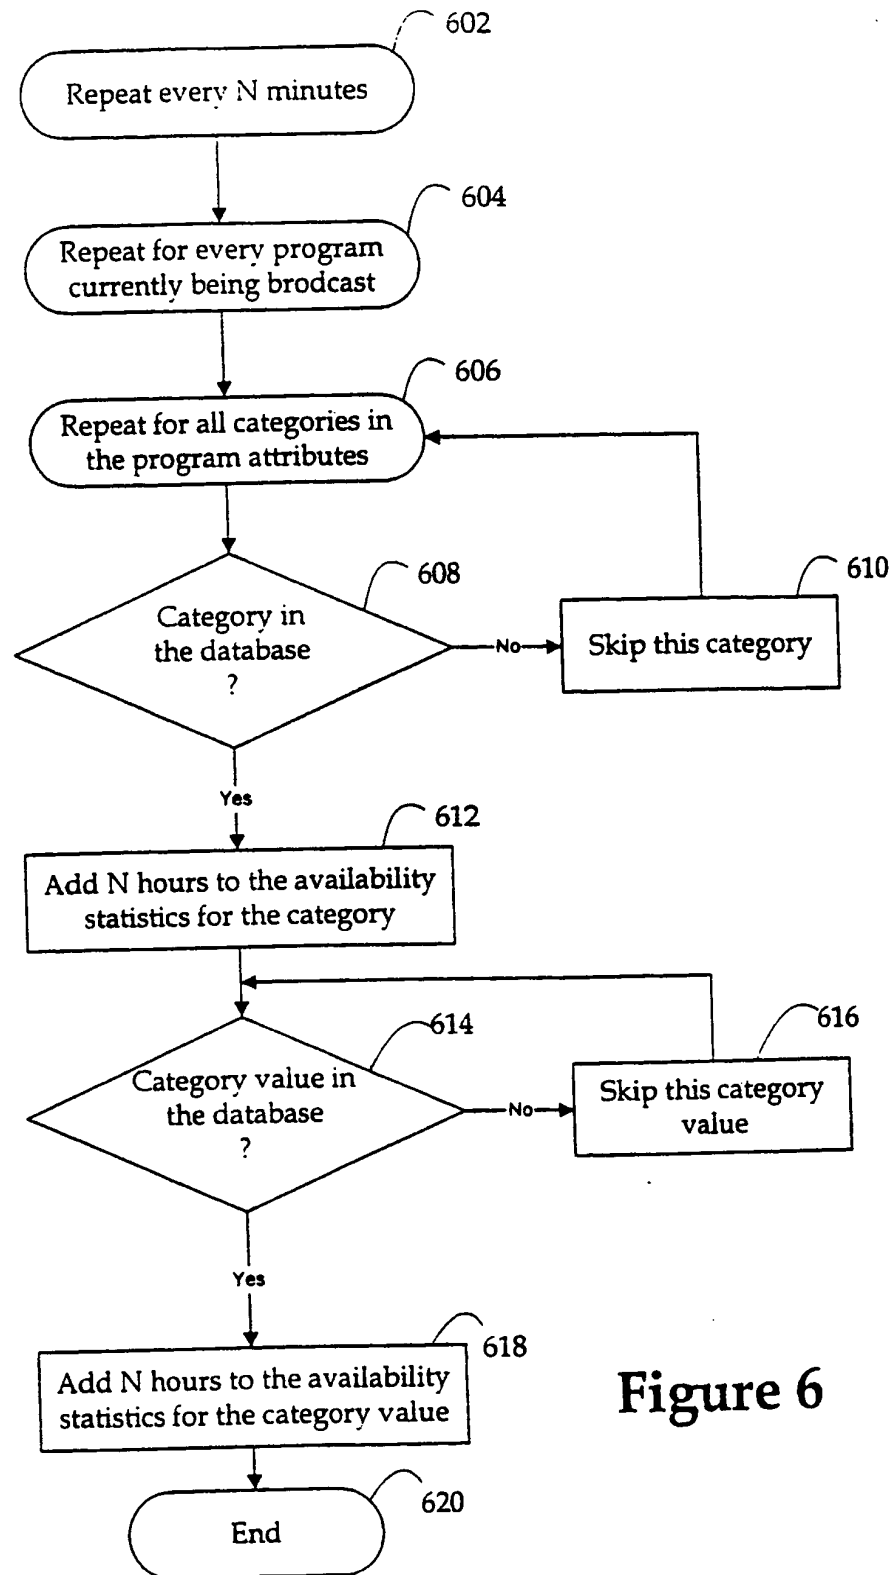 602
Repeat every N minutes
604
Repeat for every program
currently being brodcast
606
Repeat for all categories in
the program attributes
608
Category in
the database
?
No
610
Skip this category
Yes
612
Add N hours to the availability
statistics for the category
614
Category value in
the database
?
No
616
Skip this category
value
Yes
618
Add N hours to the availability
statistics for the category value
Figure 6
620
End